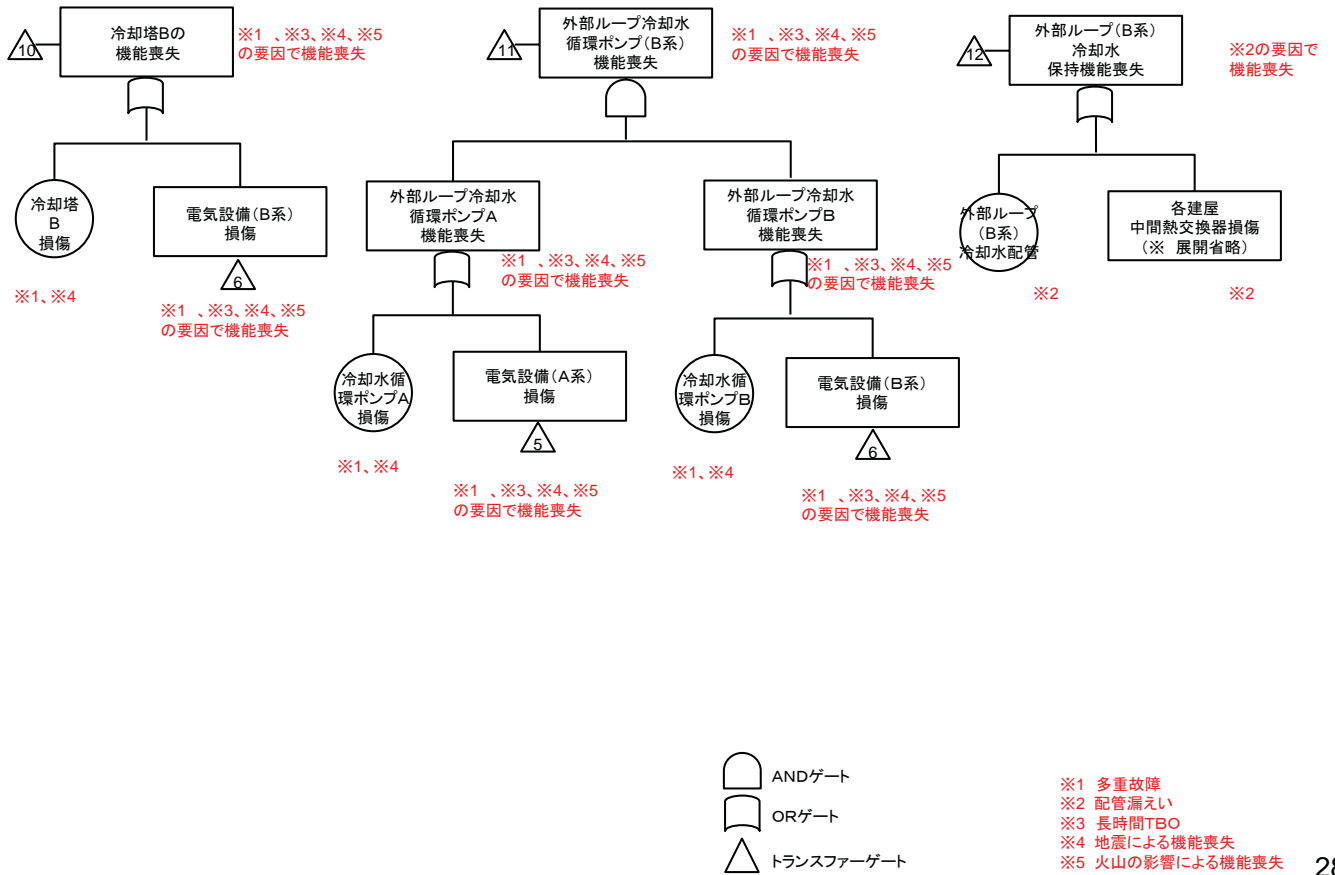 10
冷却塔Bの
機能喪失
※1 、※3、※4、※5
の要因で機能喪失
冷却塔
B
損傷
※1、※4
電気設備(B系)
損傷
6
※1 、※3、※4、※5
の要因で機能喪失
11
外部ループ冷却水
循環ポンプ(B系)
機能喪失
※1 、※3、※4、※5
の要因で機能喪失
外部ループ冷却水
循環ポンプA
機能喪失
※1 、※3、※4、※5
の要因で機能喪失
冷却水循
環ポンプA
損傷
※1、※4
電気設備(A系)
損傷
5
※1 、※3、※4、※5
の要因で機能喪失
外部ループ冷却水
循環ポンプB
機能喪失
※1 、※3、※4、※5
の要因で機能喪失
冷却水循
環ポンプB
損傷
※1、※4
電気設備(B系)
損傷
6
※1 、※3、※4、※5
の要因で機能喪失
12
外部ループ(B系)
冷却水
保持機能喪失
※2の要因で
機能喪失
外部ループ
(B系)
冷却水配管
※2
各建屋
中間熱交換器損傷
(※ 展開省略)
※2
ANDゲート
ORゲート
トランスファーゲート
※1 多重故障
※2 配管漏えい
※3 長時間TBO
※4 地震による機能喪失
※5 火山の影響による機能喪失
28